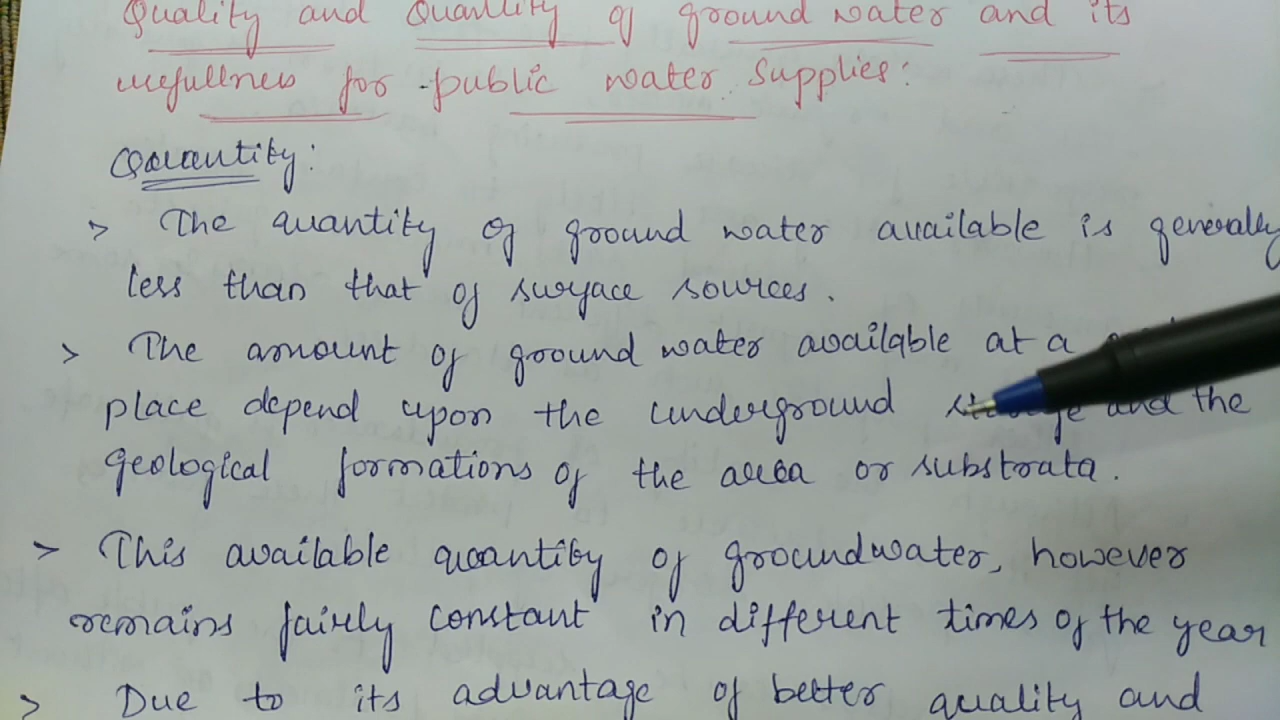 Quality and Quantity of ground water and its
usefullness for public water supplies:
Quantity:
> The quantity of ground water available is generally
less than that of surface sources.
> The amount of ground water available at a
place depend upon the underground storage and the
geological formations of the area or substrata.
> This available quantity of groundwater, however
remains fairly constant in different times of the year
> Due to its advantage of better quality and